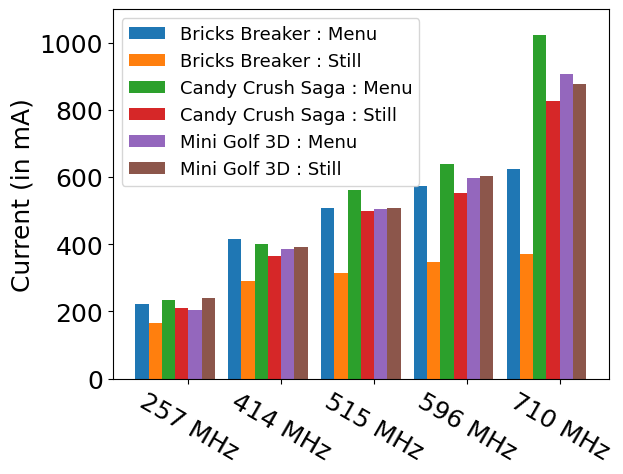 Current (in mA)
1000
800
600
400
200
0
Bricks Breaker : Menu
Bricks Breaker : Still
Candy Crush Saga : Menu
Candy Crush Saga : Still
Mini Golf 3D : Menu
Mini Golf 3D : Still
257 MHz
414 MHz
515 MHz
596 MHz
710 MHz